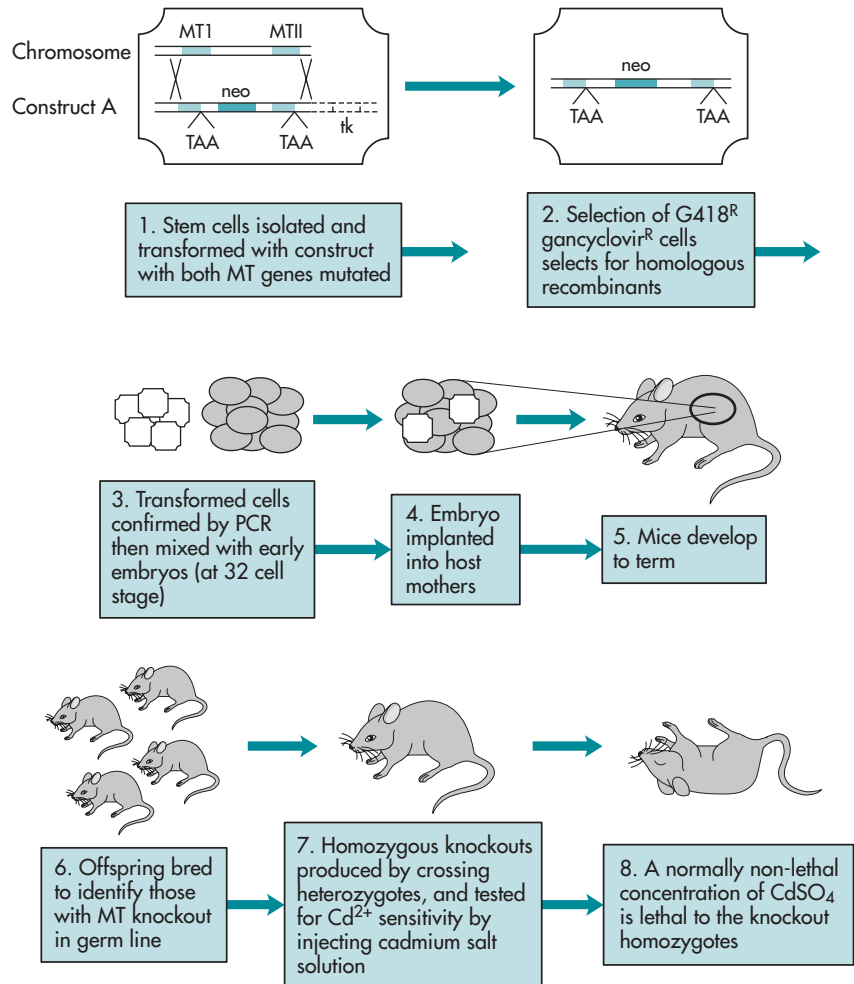 MT1 MTII
Chromosome
neo
Construct A
TAA TAA
tk
neo
TAA TAA
1. Stem cells isolated and
transformed with construct
with both MT genes mutated
2. Selection of G418R
gancyclovirR cells
selects for homologous
recombinants
3. Transformed cells
confirmed by PCR
then mixed with early
embryos (at 32 cell
stage)
4. Embryo
implanted
into host
mothers
5. Mice develop
to term
6. Offspring bred
to identify those
with MT knockout
in germ line
7. Homozygous knockouts
produced by crossing
heterozygotes, and tested
for Cd2+ sensitivity by
injecting cadmium salt
solution
8. A normally non-lethal
concentration of CdSO4
is lethal to the knockout
homozygotes